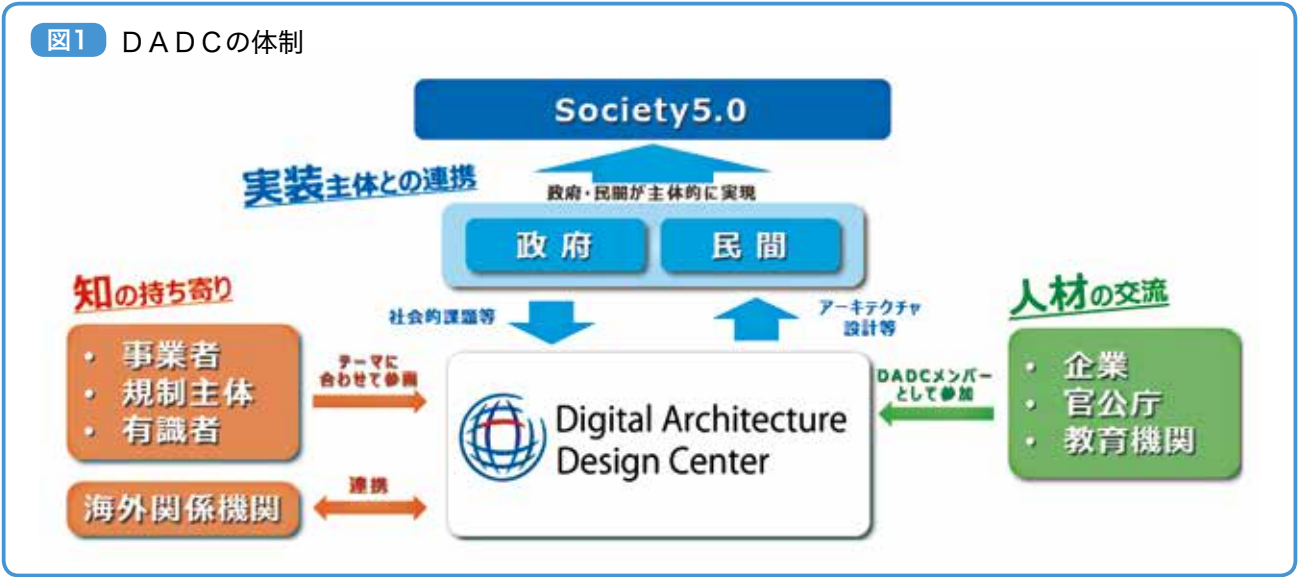 図1 DADCの体制
Society5.0
実装主体との連携
政府・民間が主体的に実現
政府
民間
知の持ち寄り
人材の交流
社会的課題等
アーキテクチャ
設計等
・ 事業者
・ 規制主体
・ 有識者
テーマに
合わせて参画
Digital Architecture
Design Center
DADCメンバー
として参加
・ 企業
・ 官公庁
・ 教育機関
海外関係機関
連携